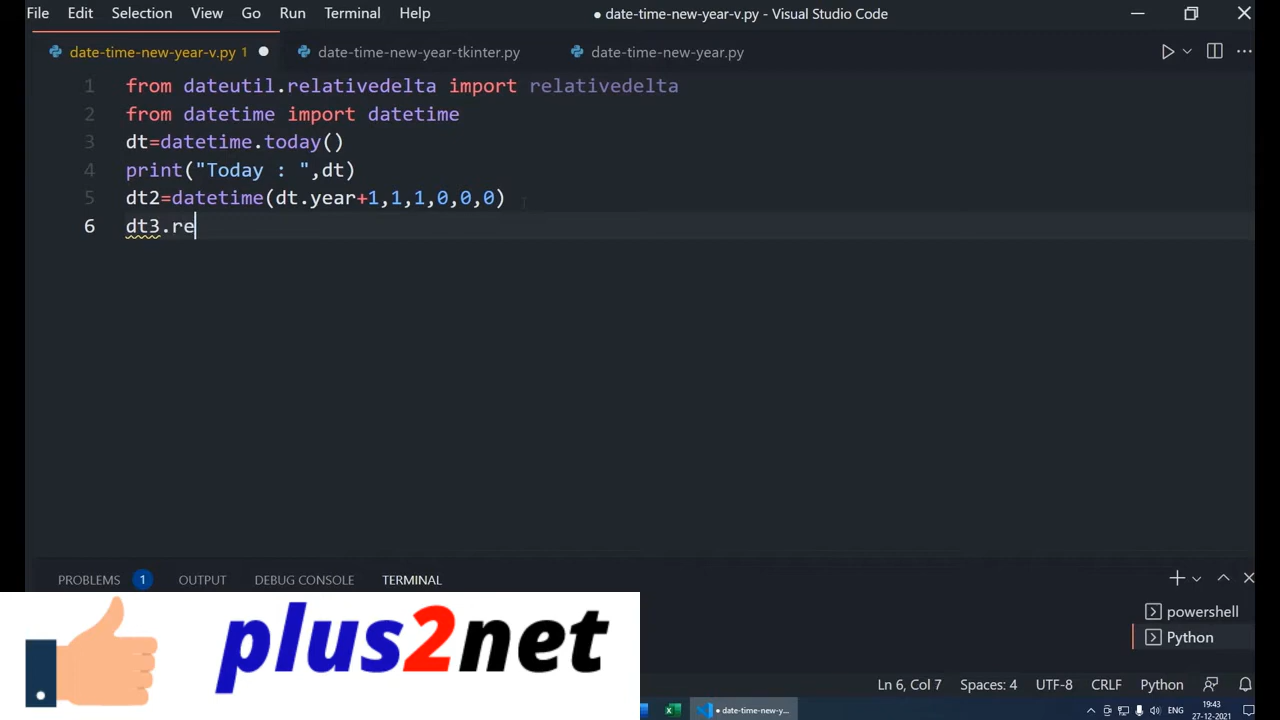 File Edit Selection View Go Run Terminal Help ● date-time-new-year-v.py - Visual Studio Code
date-time-new-year-v.py 1 ● date-time-new-year-tkinter.py date-time-new-year.py
1 from dateutil.relativedelta import relativedelta
2 from datetime import datetime
3 dt=datetime.today()
4 print("Today : ",dt)
5 dt2=datetime(dt.year+1,1,1,0,0,0)
6 dt3.re
PROBLEMS 1 OUTPUT DEBUG CONSOLE TERMINAL
powershell
Python
plus2net
Ln 6, Col 7 Spaces: 4 UTF-8 CRLF Python
● date-time-new-y...
ENG
19:43
27-12-2021